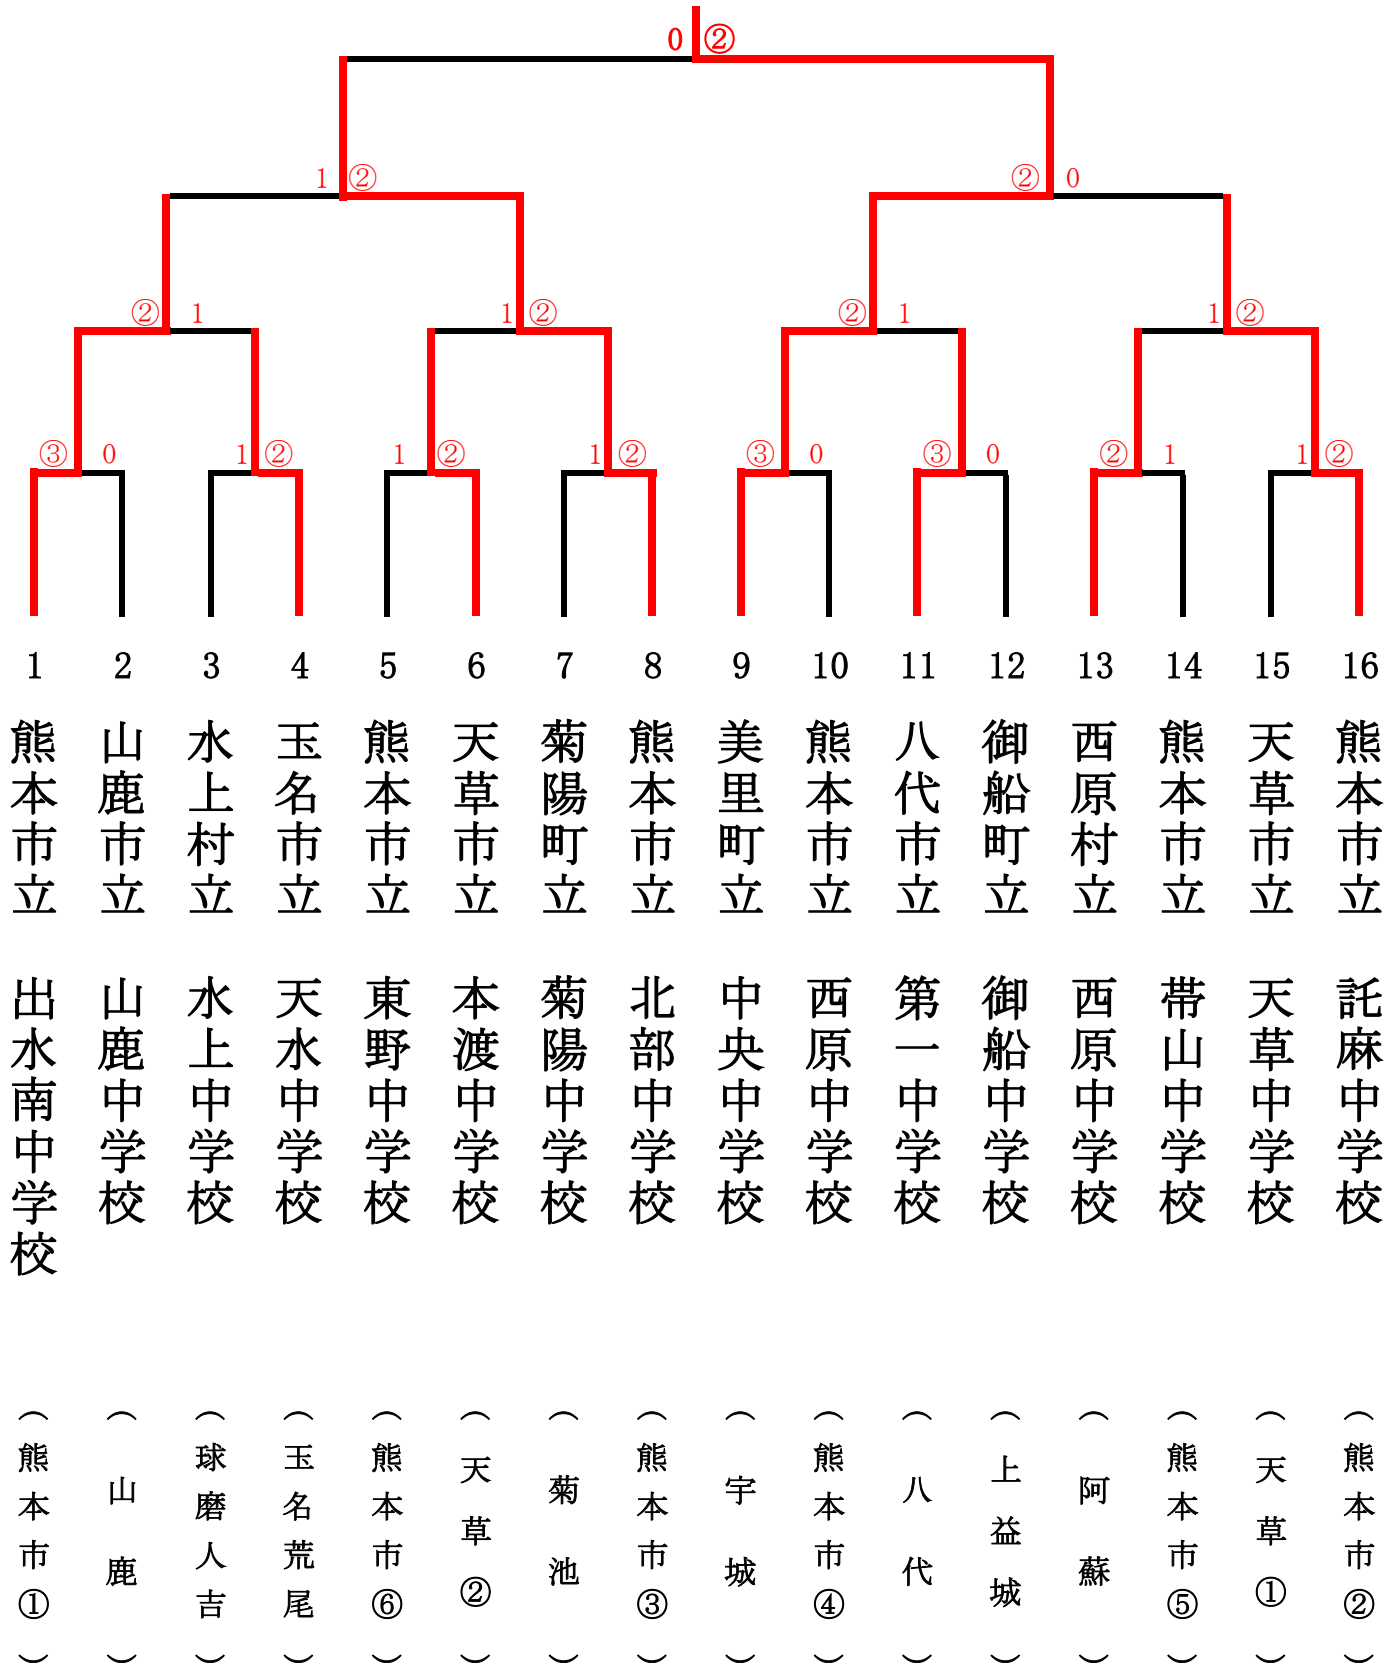 0 ②
1 ② ② 0
② 1 1 ② ② 1 1 ②
③ 0 1 ② 1 ② 1 ② ③ 0 ③ 0 ② 1 1 ②
1 2 3 4 5 6 7 8 9 10 11 12 13 14 15 16
熊本市立 出水南中学校 （熊本市①）
山鹿市立 山鹿中学校 （山鹿）
水上村立 水上中学校 （球磨人吉）
玉名市立 天水中学校 （玉名荒尾）
熊本市立 東野中学校 （熊本市⑥）
天草市立 本渡中学校 （天草②）
菊陽町立 菊陽中学校 （菊池）
熊本市立 北部中学校 （熊本市③）
美里町立 中央中学校 （宇城）
熊本市立 西原中学校 （熊本市④）
八代市立 第一中学校 （八代）
御船町立 御船中学校 （上益城）
西原村立 西原中学校 （阿蘇）
熊本市立 帯山中学校 （熊本市⑤）
天草市立 天草中学校 （天草①）
熊本市立 託麻中学校 （熊本市②）